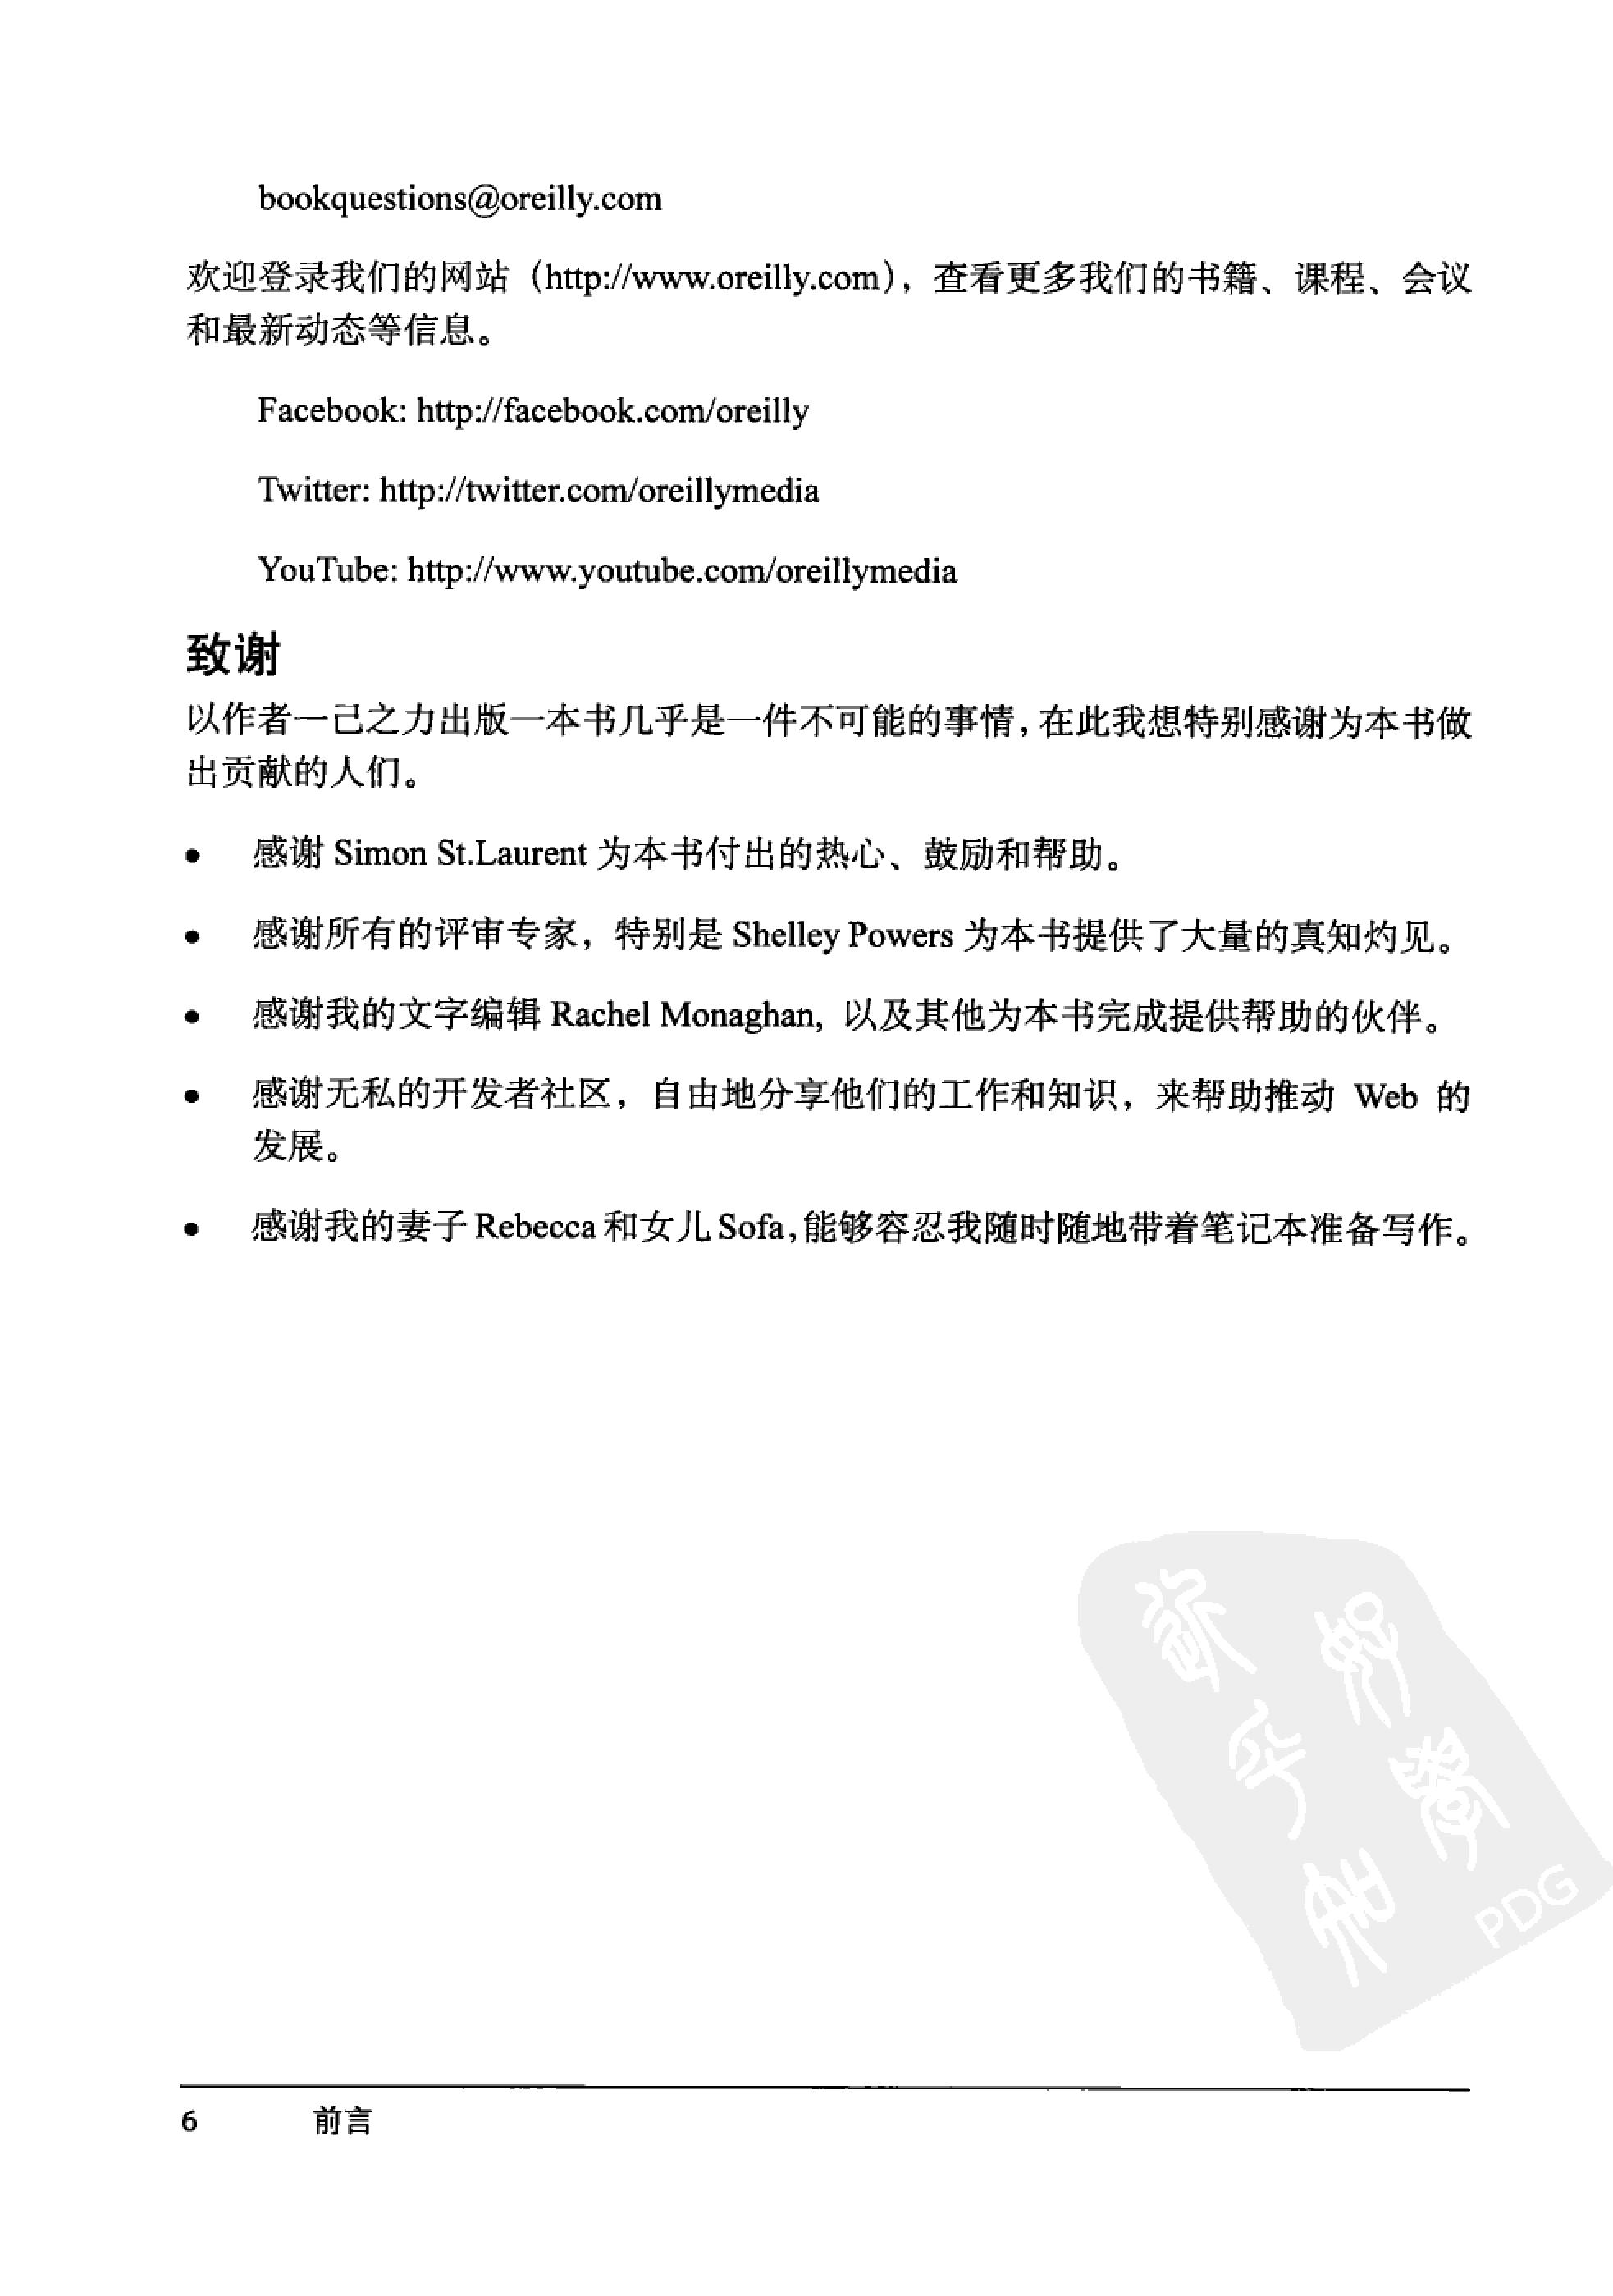 bookquestions@oreilly.com
欢迎登录我们的网站（http://www.oreilly.com），查看更多我们的书籍、课程、会议
和最新动态等信息。
Facebook: http://facebook.com/oreilly
Twitter: http://twitter.com/oreillymedia
YouTube: http://www.youtube.com/oreillymedia
致谢
以作者一己之力出版一本书几乎是一件不可能的事情，在此我想特别感谢为本书做
出贡献的人们。
● 感谢 Simon St.Laurent 为本书付出的热心、鼓励和帮助。
● 感谢所有的评审专家，特别是 Shelley Powers 为本书提供了大量的真知灼见。
● 感谢我的文字编辑 Rachel Monaghan, 以及其他为本书完成提供帮助的伙伴。
● 感谢无私的开发者社区，自由地分享他们的工作和知识，来帮助推动 Web 的
发展。
● 感谢我的妻子 Rebecca 和女儿 Sofa，能够容忍我随时随地带着笔记本准备写作。
PDG
6 前言